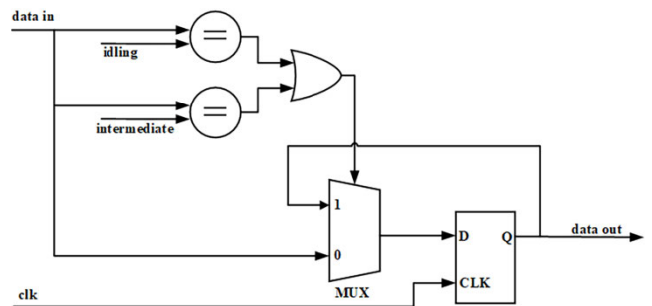 data in
==
idling
==
intermediate
1
D
Q
data out
0
CLK
clk
MUX